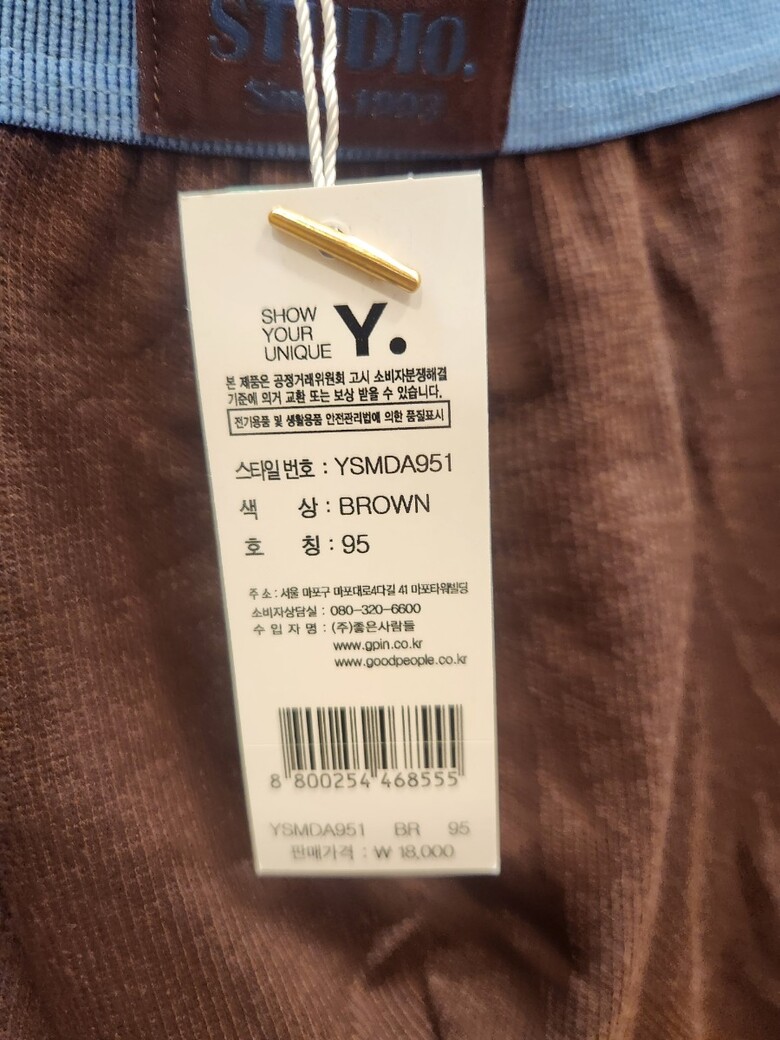 STUDIO.
Since 1993
SHOW
YOUR
UNIQUE
Y.
본 제품은 공정거래위원회 고시 소비자분쟁해결
기준에 의거 교환 또는 보상 받을 수 있습니다.
전기용품 및 생활용품 안전관리법에 의한 품질표시
스타일번호 : YSMDA951
색 상 : BROWN
호 칭 : 95
주 소 : 서울 마포구 마포대로4다길 41 마포타워빌딩
소비자상담실 : 080-320-6600
수 입 자 명 : (주)좋은사람들
www.gpin.co.kr
www.goodpeople.co.kr
8 800254 468555
YSMDA951 BR 95
판매가격 : ₩ 18,000